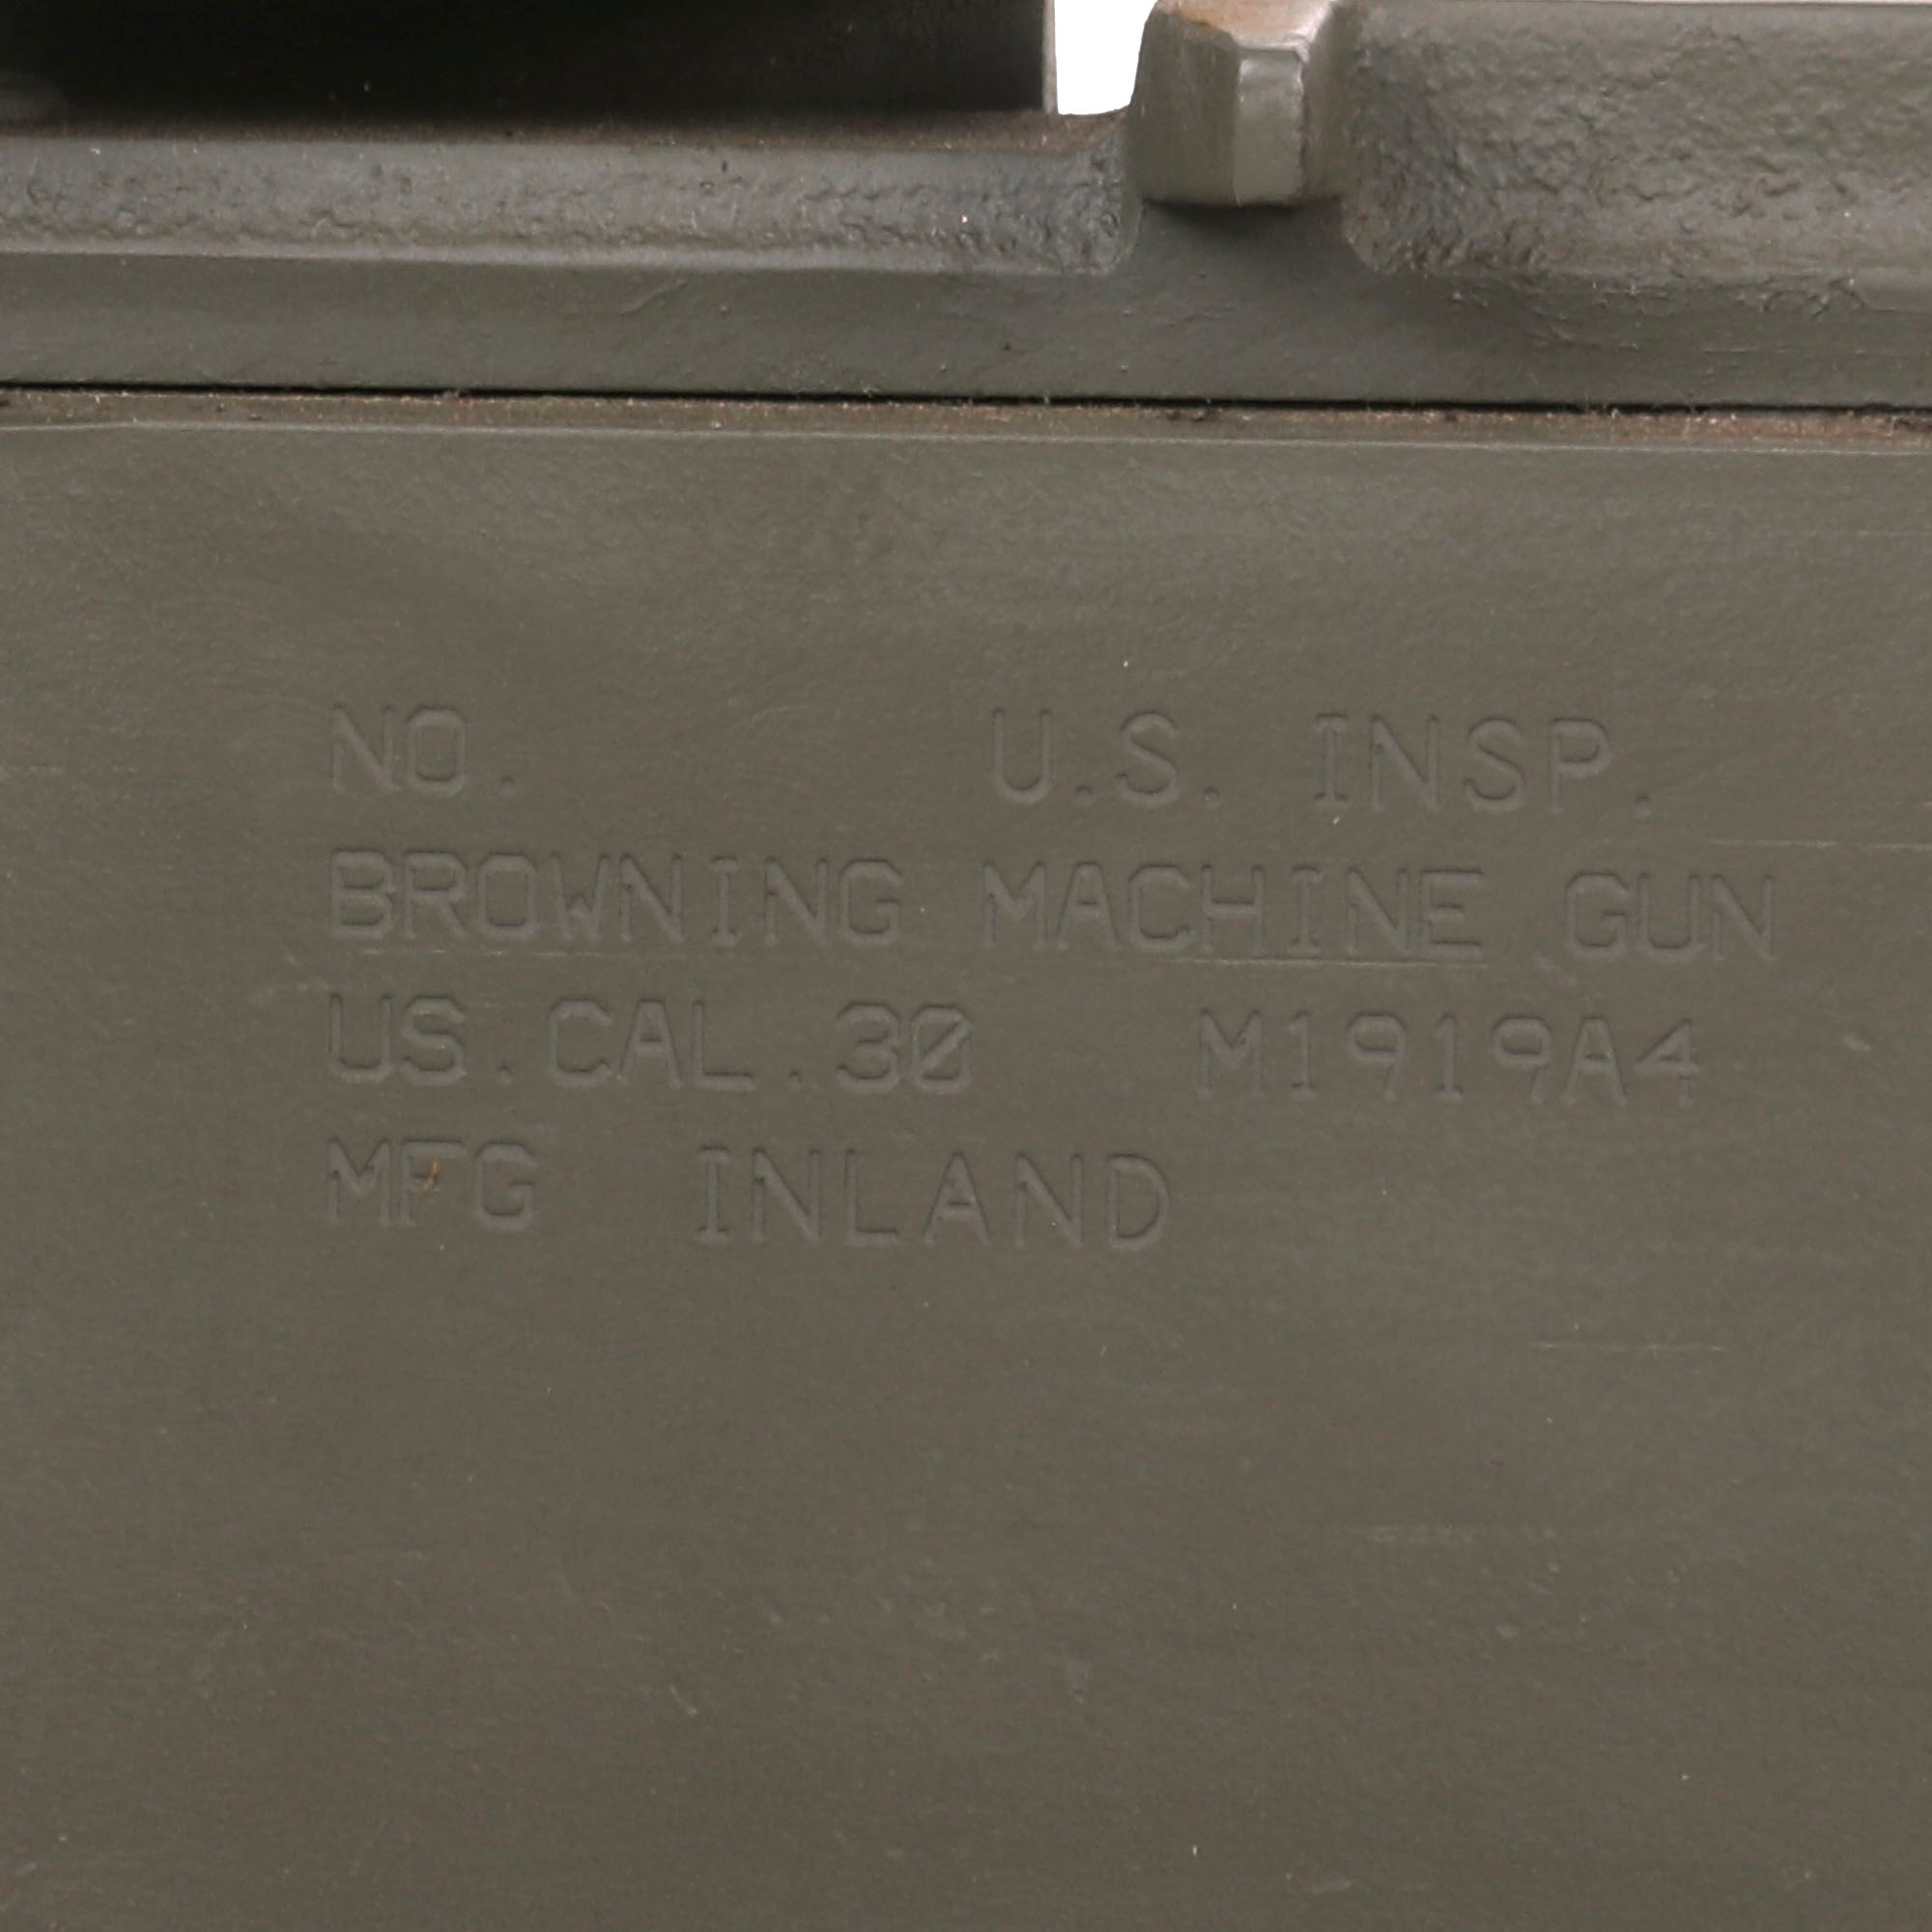 NO. U.S. INSP.
BROWNING MACHINE GUN
US.CAL.30 M1919A4
MFG INLAND